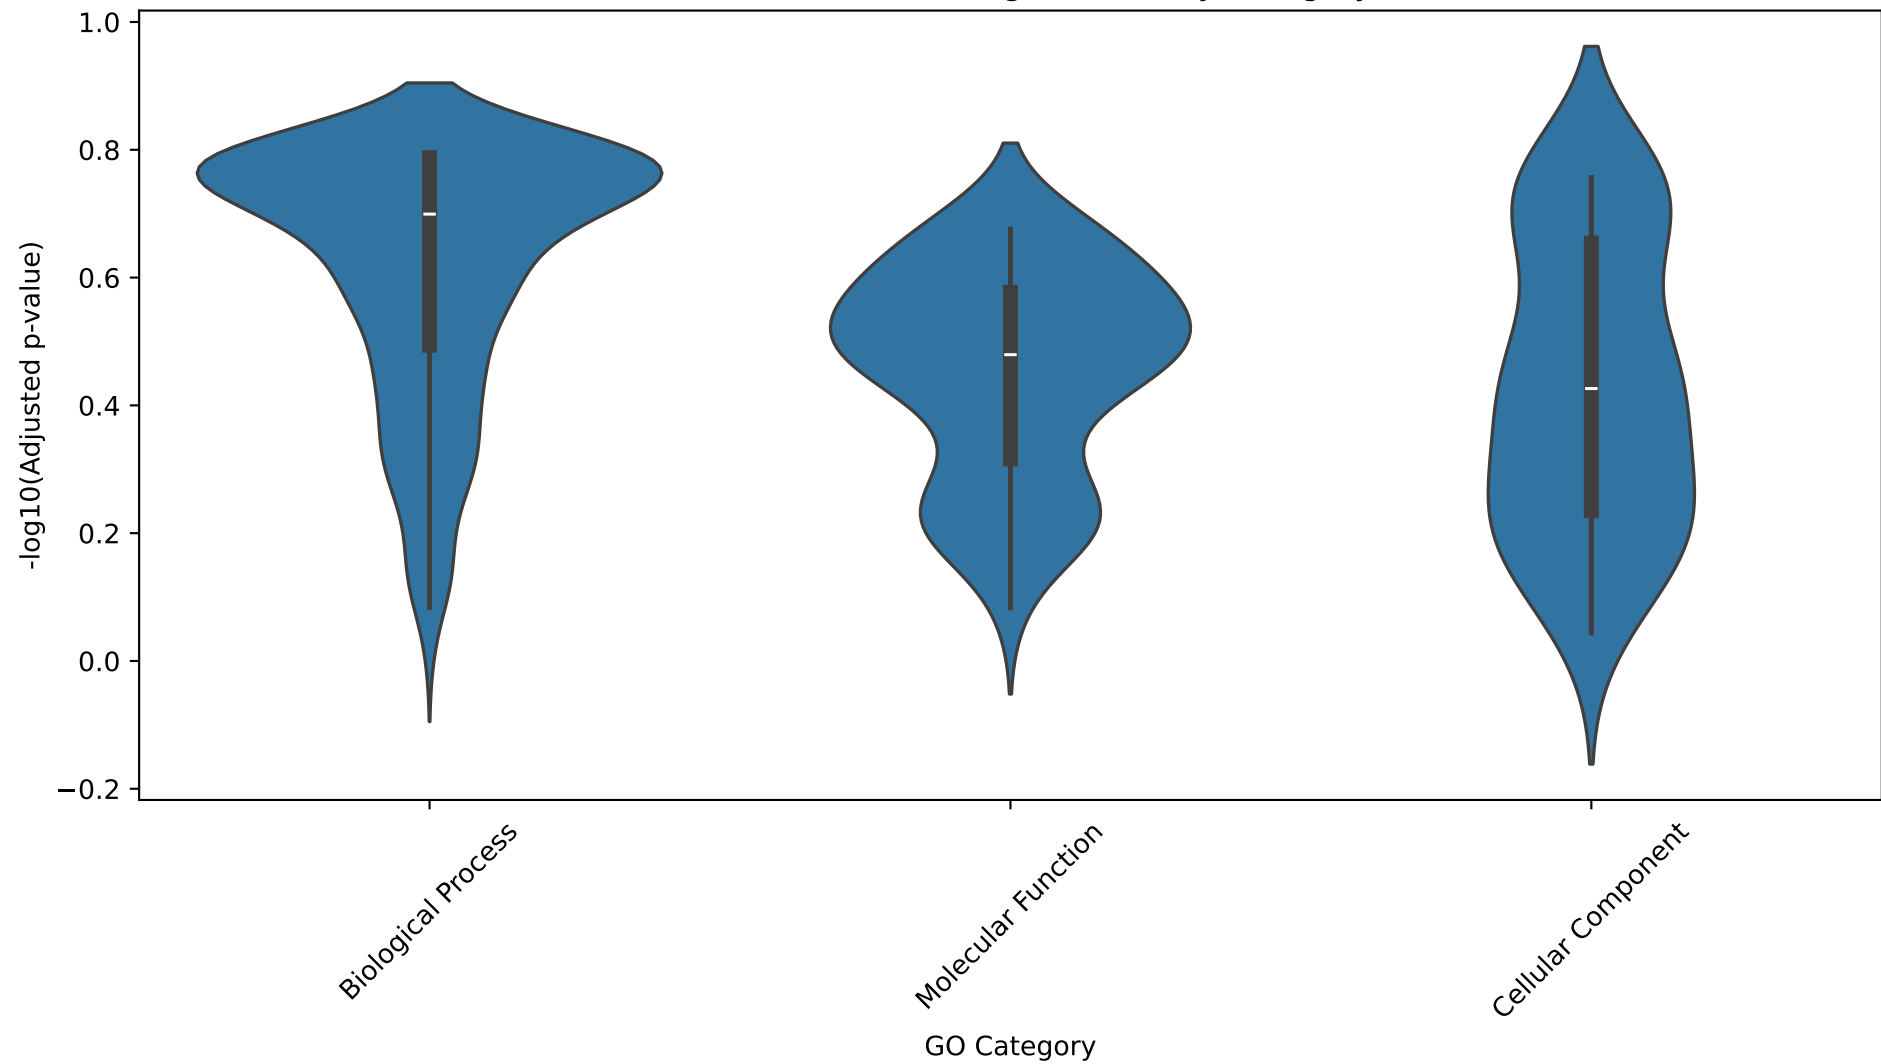 1.0
0.8
0.6
0.4
0.2
0.0
−0.2
-log10(Adjusted p-value)
Biological Process
Molecular Function
Cellular Component
GO Category